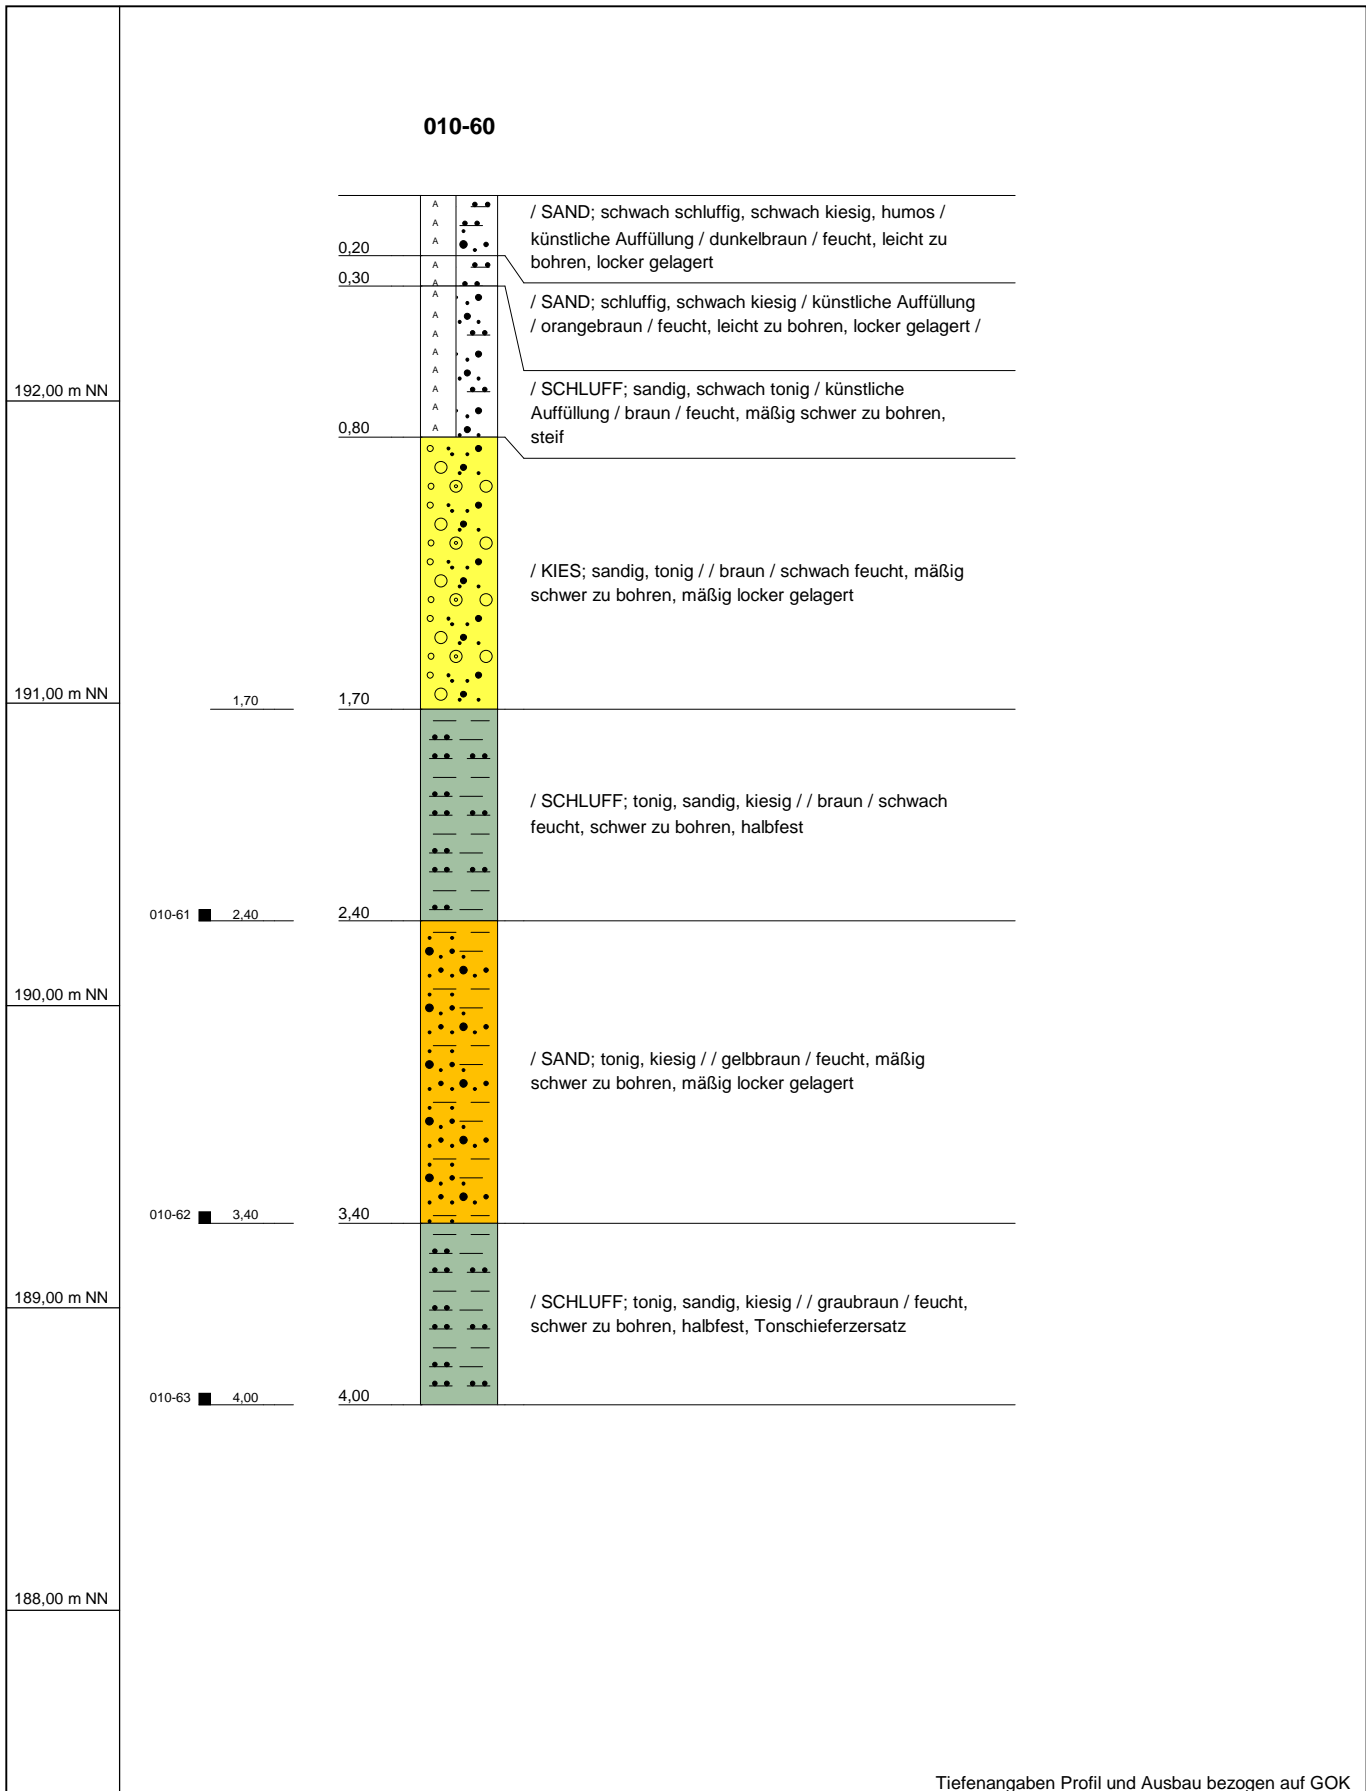 010-60
A
A
A
0,20
/ SAND; schwach schluffig, schwach kiesig, humos /
künstliche Auffüllung / dunkelbraun / feucht, leicht zu
bohren, locker gelagert
A
A
0,30
/ SAND; schluffig, schwach kiesig / künstliche Auffüllung
/ orangebraun / feucht, leicht zu bohren, locker gelagert /
A
A
A
A
A
A
A
A
192,00 m NN
0,80
/ SCHLUFF; sandig, schwach tonig / künstliche
Auffüllung / braun / feucht, mäßig schwer zu bohren,
steif
/ KIES; sandig, tonig / / braun / schwach feucht, mäßig
schwer zu bohren, mäßig locker gelagert
191,00 m NN
1,70
1,70
/ SCHLUFF; tonig, sandig, kiesig / / braun / schwach
feucht, schwer zu bohren, halbfest
010-61
2,40
2,40
190,00 m NN
/ SAND; tonig, kiesig / / gelbbraun / feucht, mäßig
schwer zu bohren, mäßig locker gelagert
010-62
3,40
3,40
189,00 m NN
/ SCHLUFF; tonig, sandig, kiesig / / graubraun / feucht,
schwer zu bohren, halbfest, Tonschieferzersatz
010-63
4,00
4,00
188,00 m NN
Tiefenangaben Profil und Ausbau bezogen auf GOK